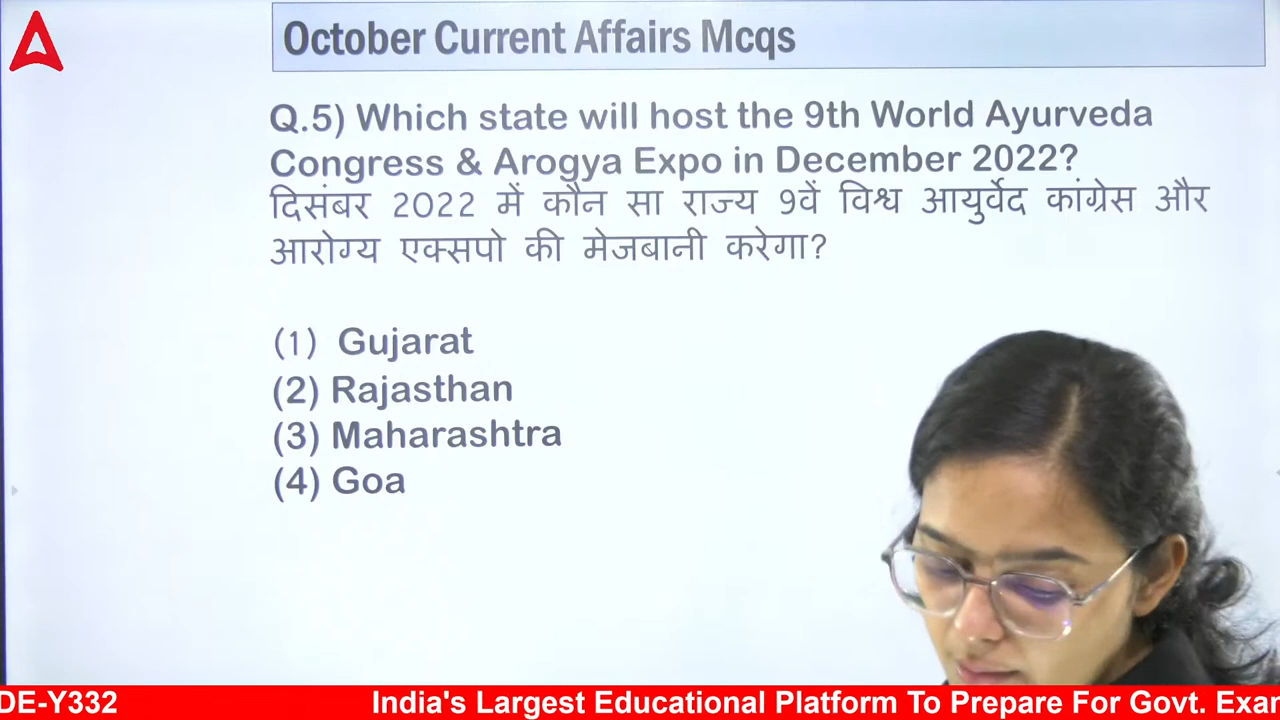 October Current Affairs Mcqs
Q.5) Which state will host the 9th World Ayurveda
Congress & Arogya Expo in December 2022?
दिसंबर 2022 में कौन सा राज्य 9वें विश्व आयुर्वेद कांग्रेस और
आरोग्य एक्सपो की मेजबानी करेगा?
(1) Gujarat
(2) Rajasthan
(3) Maharashtra
(4) Goa
DE-Y332 India's Largest Educational Platform To Prepare For Govt. Exar